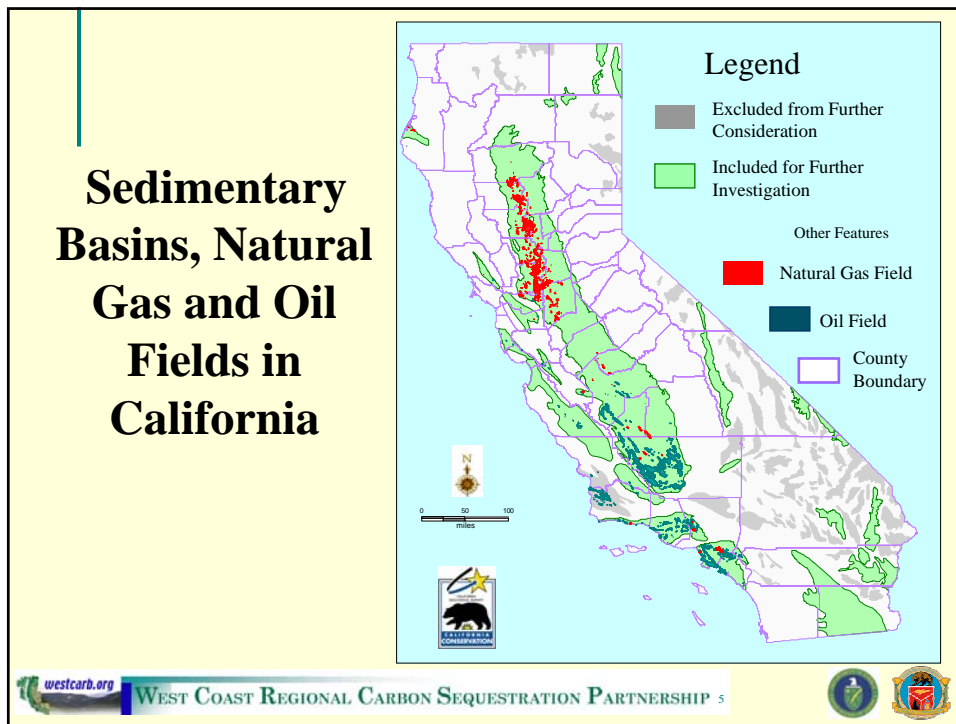 Sedimentary
Basins, Natural
Gas and Oil
Fields in
California
Legend
Excluded from Further
Consideration
Included for Further
Investigation
Other Features
Natural Gas Field
Oil Field
County
Boundary
N
0 50 100
miles
CALIFORNIA
CONSERVATION
westcarb.org
WEST COAST REGIONAL CARBON SEQUESTRATION PARTNERSHIP 5